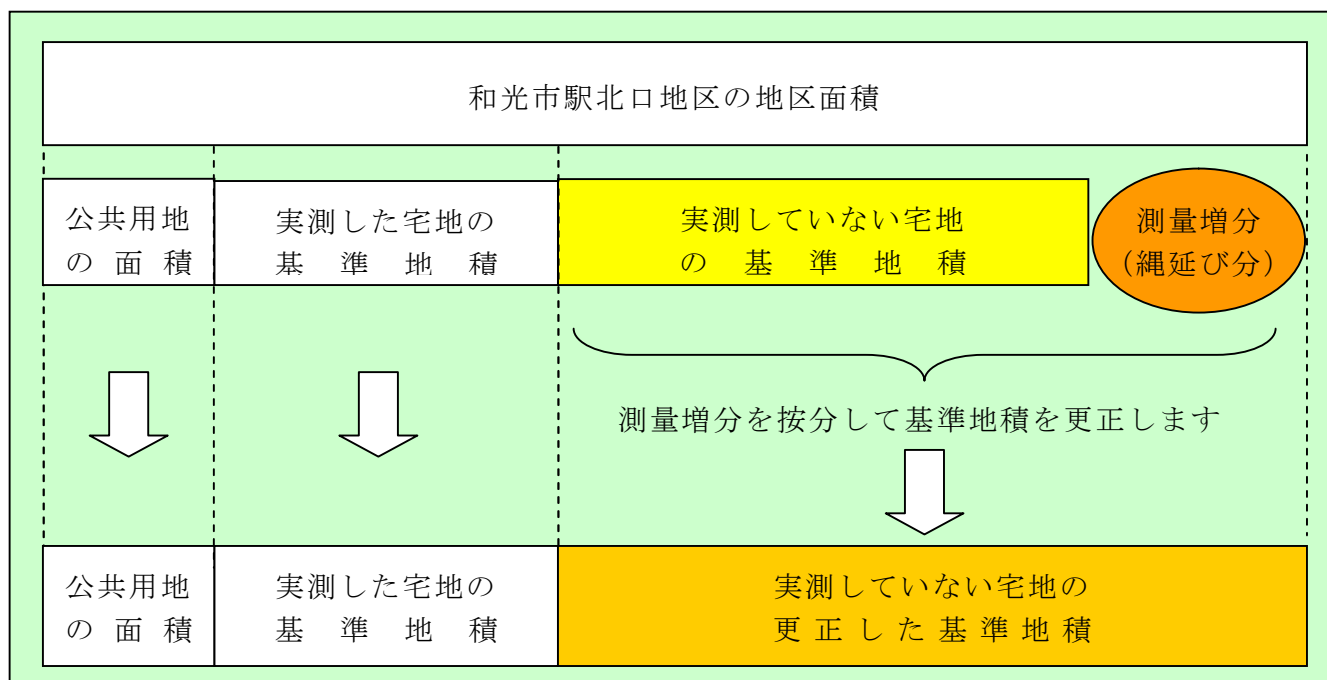 和光市駅北口地区の地区面積
公共用地
の面積
実測した宅地の
基準地積
実測していない宅地
の基準地積
測量増分
（縄延び分）
測量増分を按分して基準地積を更正します
公共用地
の面積
実測した宅地の
基準地積
実測していない宅地の
更正した基準地積